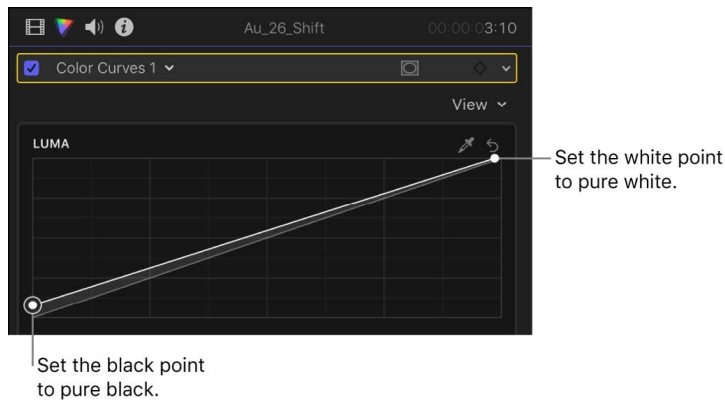 Au_26_Shift
00:00:03:10
Color Curves 1
View
LUMA
Set the white point
to pure white.
Set the black point
to pure black.